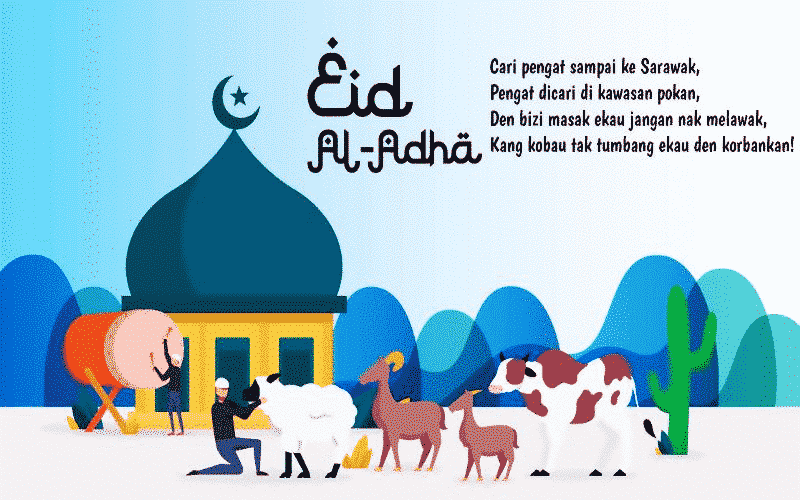 Eid
Al-Adha
Cari pengat sampai ke Sarawak,
Pengat dicari di kawasan pokan,
Den bizi masak ekau jangan nak melawak,
Kang kobau tak tumbang ekau den korbankan!